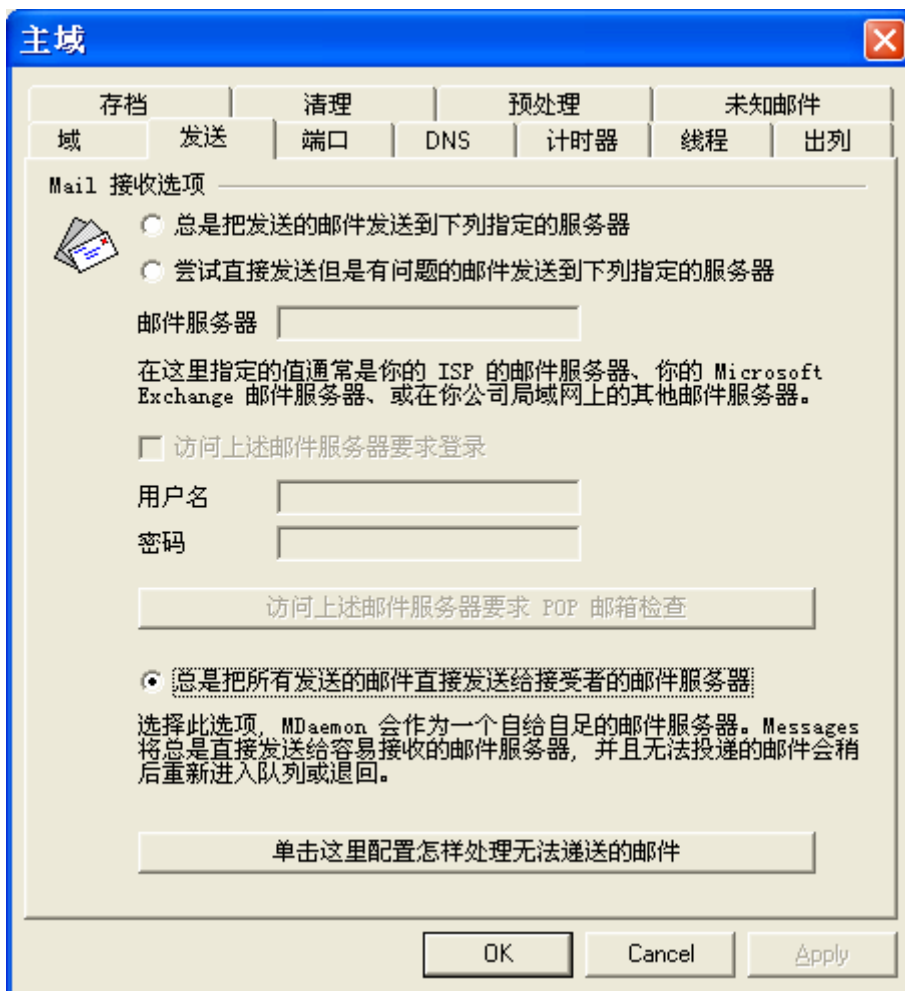 主域
存档 清理 预处理 未知邮件
域 发送 端口 DNS 计时器 线程 出列
Mail 接收选项
总是把发送的邮件发送到下列指定的服务器
尝试直接发送但是有问题的邮件发送到下列指定的服务器
邮件服务器
在这里指定的值通常是你的 ISP 的邮件服务器、你的 Microsoft
Exchange 邮件服务器、或在你公司局域网上的其他邮件服务器。
访问上述邮件服务器要求登录
用户名
密码
访问上述邮件服务器要求 POP 邮箱检查
总是把所有发送的邮件直接发送给接受者的邮件服务器
选择此选项，MDaemon 会作为一个自给自足的邮件服务器。Messages
将总是直接发送给容易接收的邮件服务器，并且无法投递的邮件会稍
后重新进入队列或退回。
单击这里配置怎样处理无法递送的邮件
OK Cancel Apply